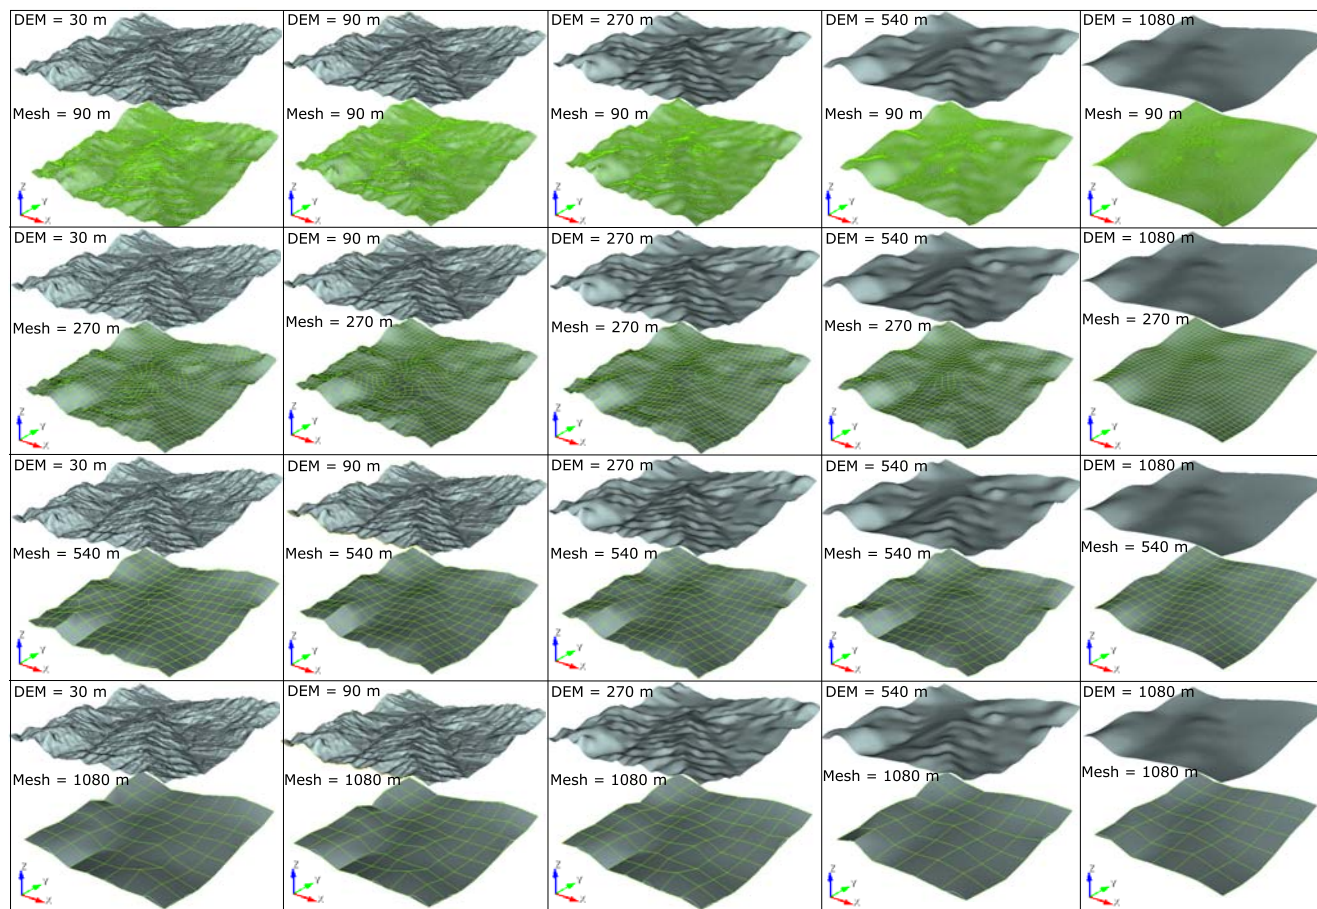 DEM = 30 m
DEM = 90 m
DEM = 270 m
DEM = 540 m
DEM = 1080 m
Mesh = 90 m
Mesh = 90 m
Mesh = 90 m
Mesh = 90 m
Mesh = 90 m
Z
Y
X
Z
Y
X
Z
Y
X
Z
Y
X
Z
Y
X
DEM = 30 m
DEM = 90 m
DEM = 270 m
DEM = 540 m
DEM = 1080 m
Mesh = 270 m
Mesh = 270 m
Mesh = 270 m
Mesh = 270 m
Mesh = 270 m
Z
Y
X
Z
Y
X
Z
Y
X
Z
Y
X
Z
Y
X
DEM = 30 m
DEM = 90 m
DEM = 270 m
DEM = 540 m
DEM = 1080 m
Mesh = 540 m
Mesh = 540 m
Mesh = 540 m
Mesh = 540 m
Mesh = 540 m
Z
Y
X
Z
Y
X
Z
Y
X
Z
Y
X
Z
Y
X
DEM = 30 m
DEM = 90 m
DEM = 270 m
DEM = 540 m
DEM = 1080 m
Mesh = 1080 m
Mesh = 1080 m
Mesh = 1080 m
Mesh = 1080 m
Mesh = 1080 m
Z
Y
X
Z
Y
X
Z
Y
X
Z
Y
X
Z
Y
X